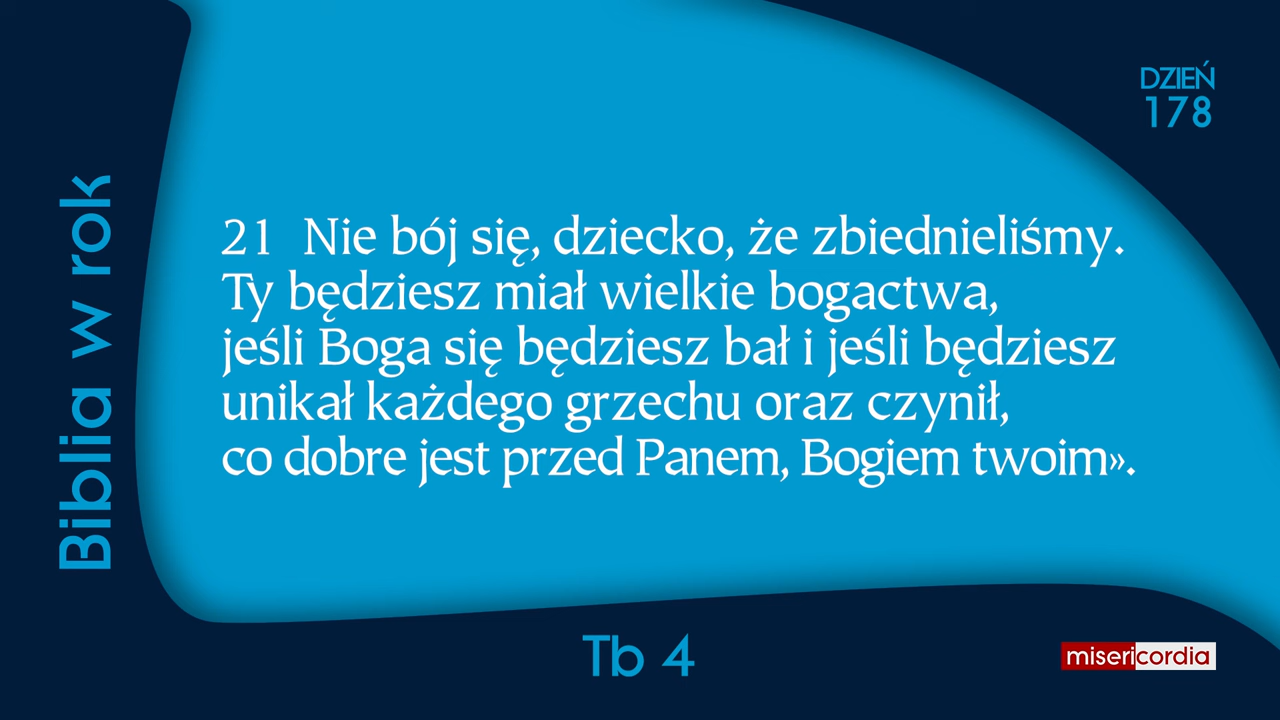 DZIEŃ
178
Biblia w rok
21 Nie bój się, dziecko, że zbiednieliśmy.
Ty będziesz miał wielkie bogactwa,
jeśli Boga się będziesz bał i jeśli będziesz
unikał każdego grzechu oraz czynił,
co dobre jest przed Panem, Bogiem twoim».
Tb 4
misericordia